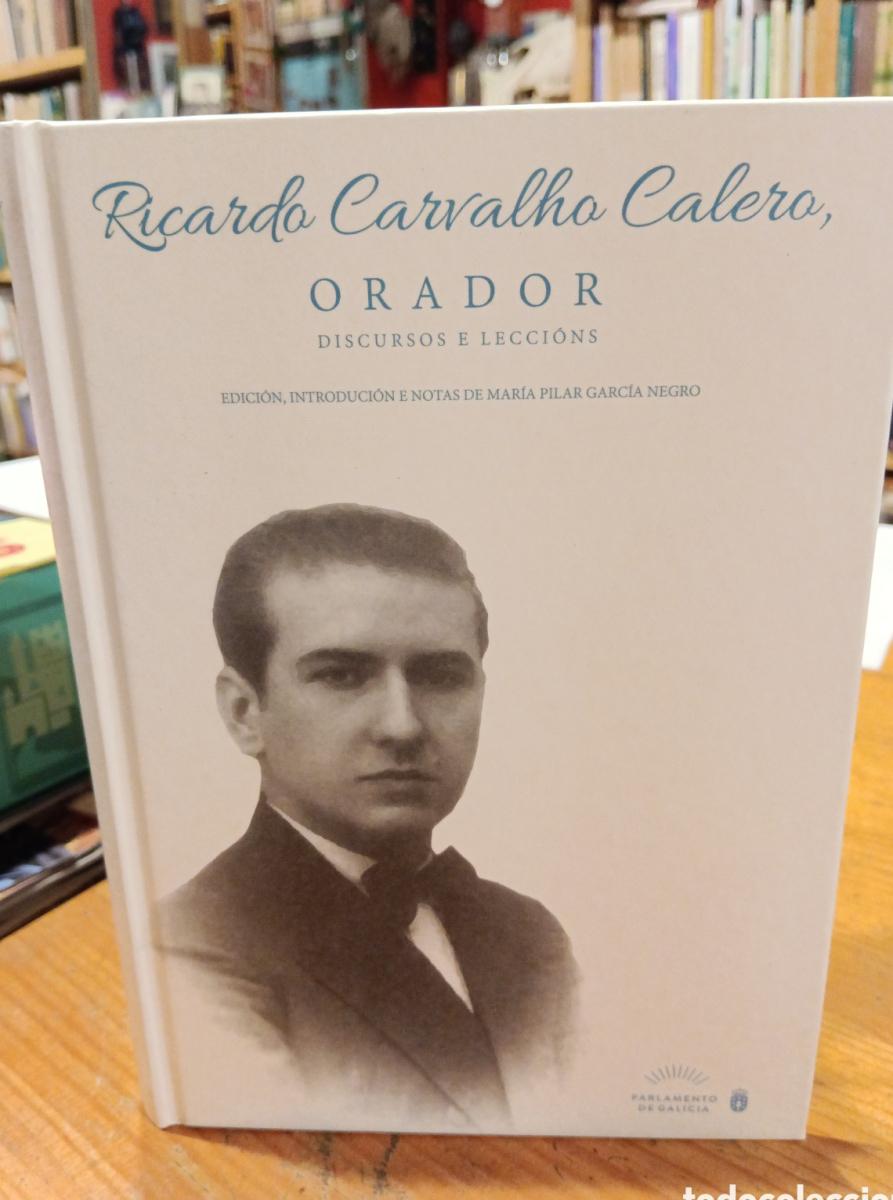 Ricardo Carvalho Calero,
ORADOR
DISCURSOS E LECCIÓNS
EDICIÓN, INTRODUCIÓN E NOTAS DE MARÍA PILAR GARCÍA NEGRO
PARLAMENTO
DE GALICIA